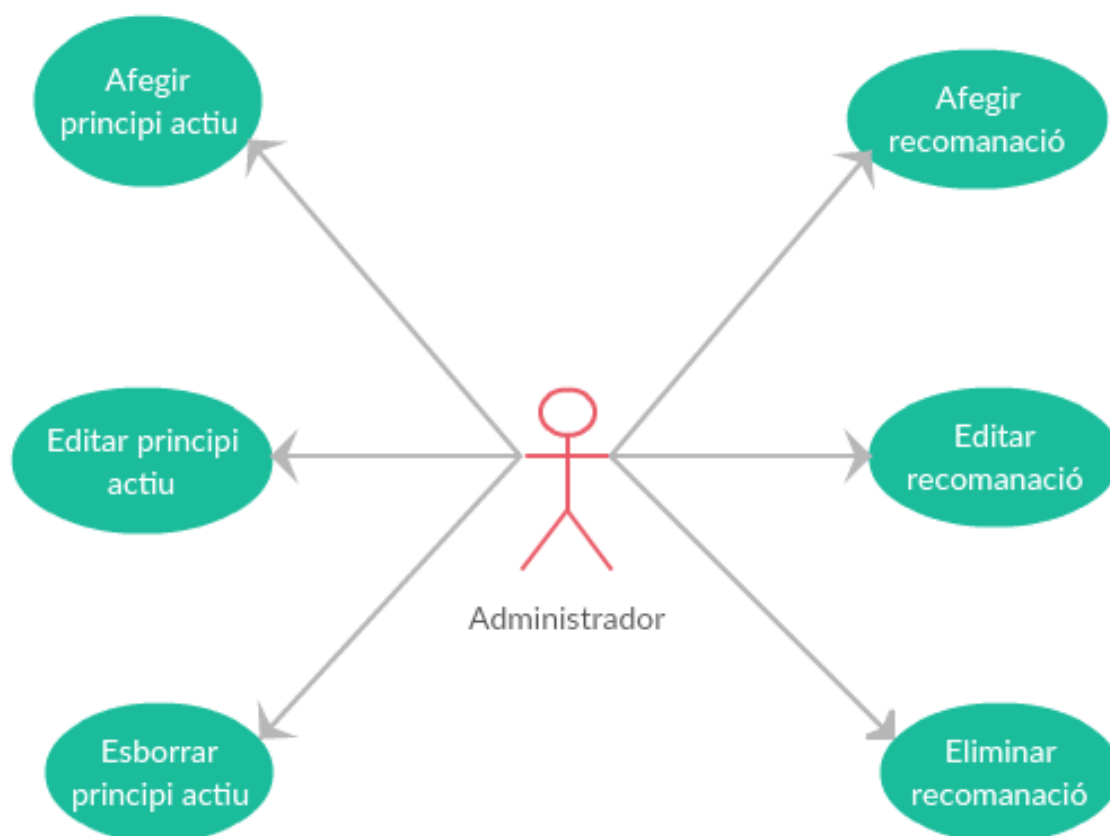 Afegir
principi actiu
Afegir
recomanació
Editar principi
actiu
Editar
recomanació
Administrador
Esborrar
principi actiu
Eliminar
recomanació